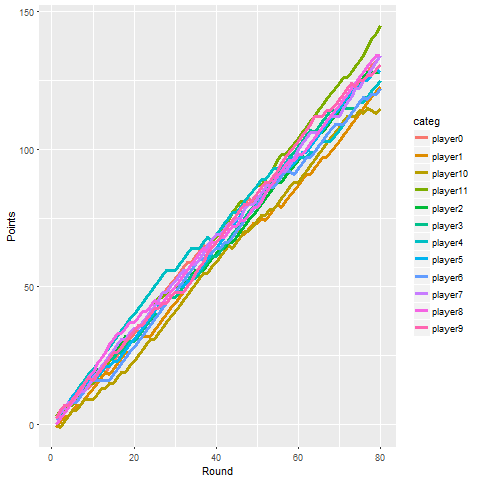 150
100
50
0
Points
0
20
40
60
80
Round
categ
player0
player1
player10
player11
player2
player3
player4
player5
player6
player7
player8
player9